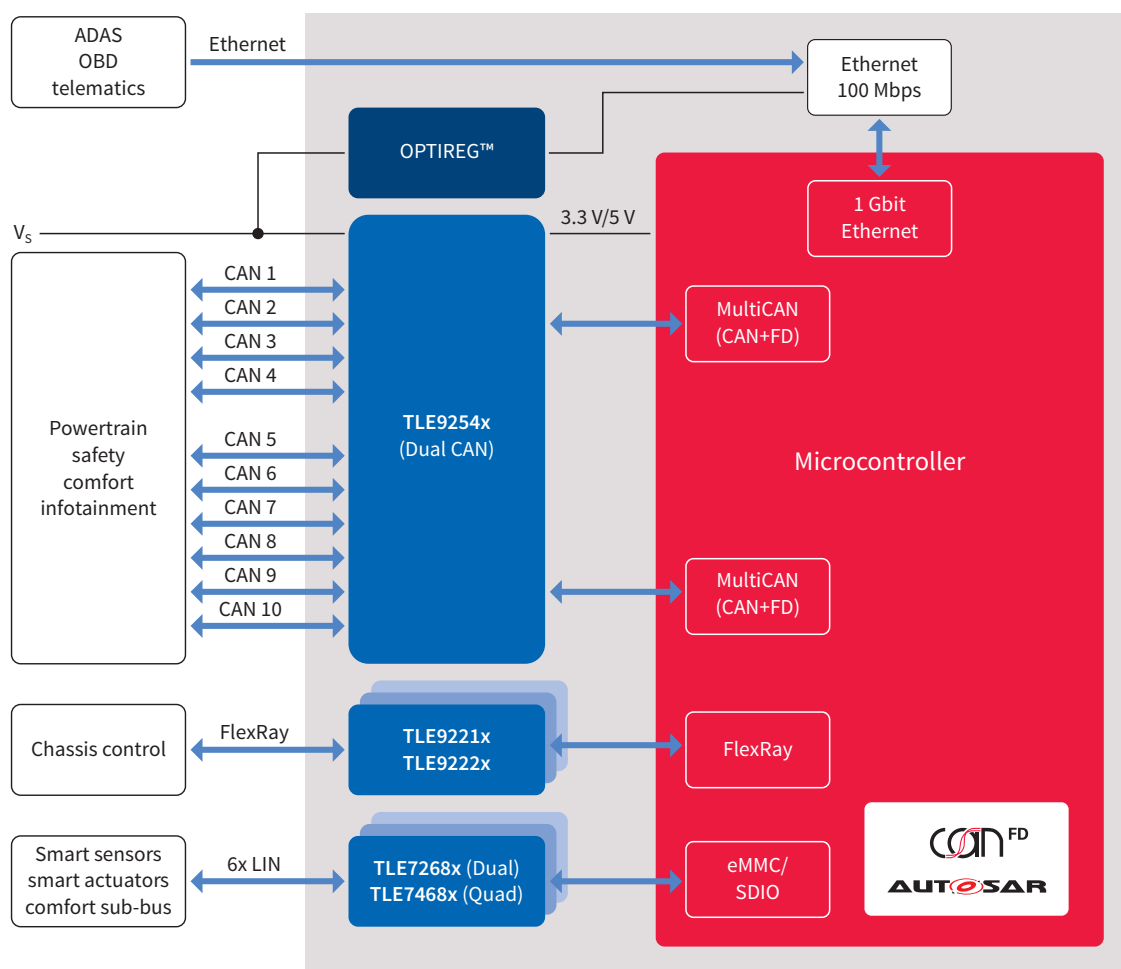 ADAS
OBD
telematics
Ethernet
Ethernet
100 Mbps
OPTIREG™
1 Gbit
Ethernet
3.3 V/5 V
VS
CAN 1
CAN 2
CAN 3
CAN 4
CAN 5
CAN 6
CAN 7
CAN 8
CAN 9
CAN 10
Powertrain
safety
comfort
infotainment
TLE9254x
(Dual CAN)
MultiCAN
(CAN+FD)
Microcontroller
MultiCAN
(CAN+FD)
Chassis control
FlexRay
TLE9221x
TLE9222x
FlexRay
Smart sensors
smart actuators
comfort sub-bus
6x LIN
TLE7268x (Dual)
TLE7468x (Quad)
eMMC/
SDIO
CAN FD
AUTOSAR